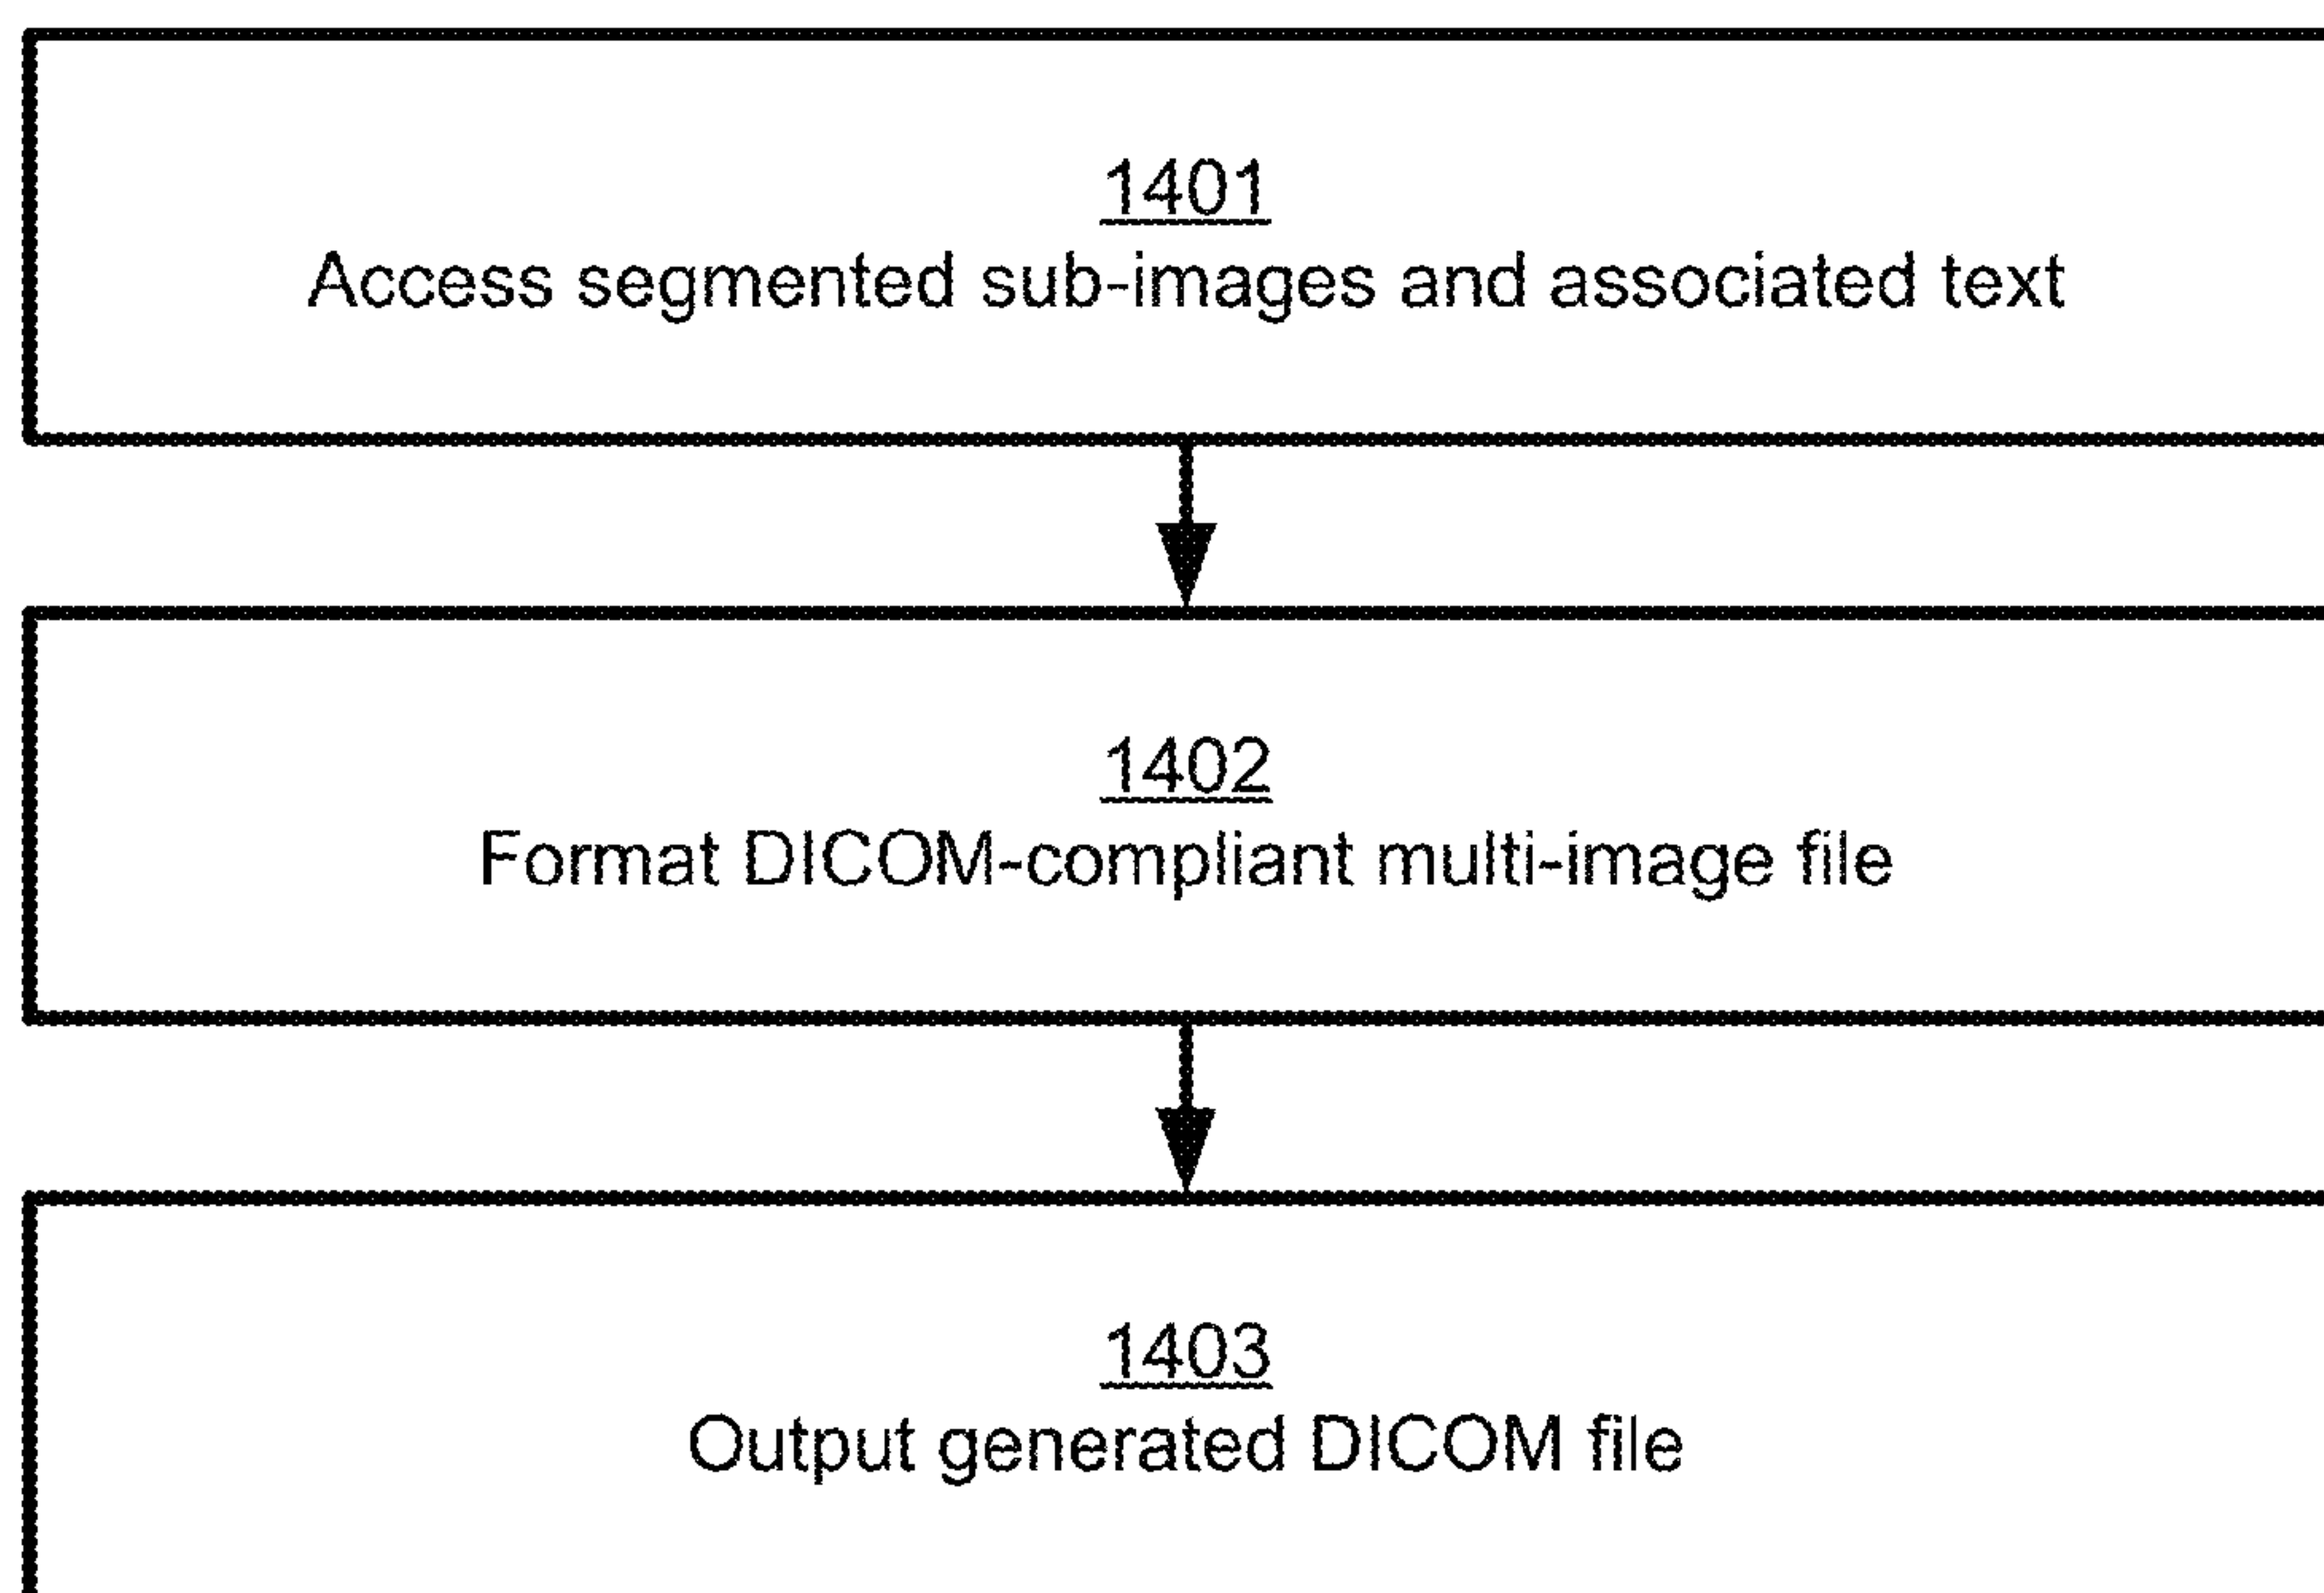 1401
Access segmented sub-images and associated text
1402
Format DICOM-compliant multi-image file
1403
Output generated DICOM file